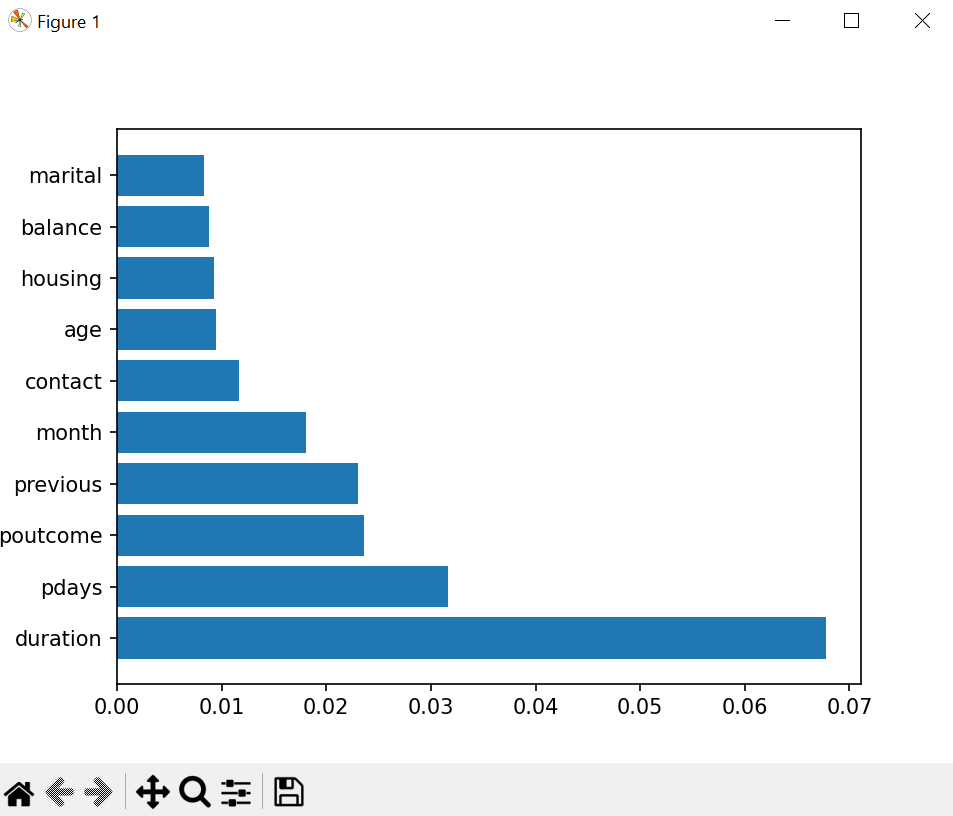 Figure 1
marital
balance
housing
age
contact
month
previous
poutcome
pdays
duration
0.00 0.01 0.02 0.03 0.04 0.05 0.06 0.07